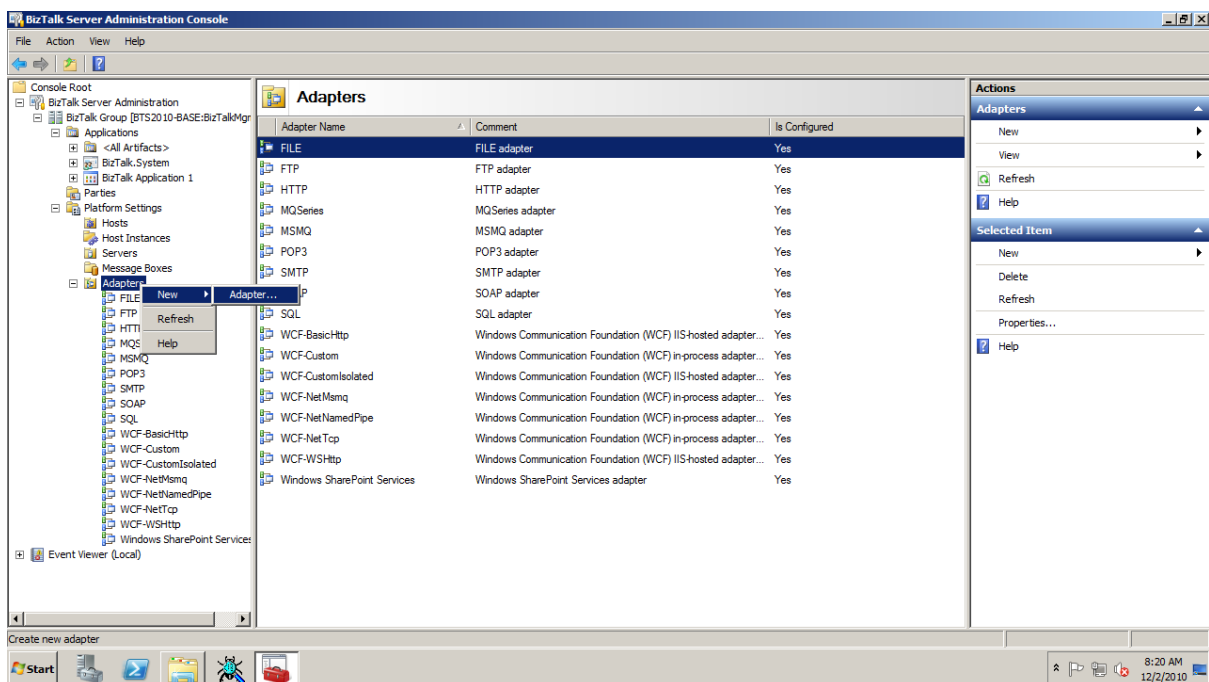 BizTalk Server Administration Console
File Action View Help
Console Root
BizTalk Server Administration
BizTalk Group [BTS2010-BASE:BizTalkMgr
Applications
<All Artifacts>
BizTalk.System
BizTalk Application 1
Parties
Platform Settings
Hosts
Host Instances
Servers
Message Boxes
Adapters
FILE
FTP
HTT
MQS
MSMQ
POP3
SMTP
SOAP
SQL
WCF-BasicHttp
WCF-Custom
WCF-CustomIsolated
WCF-NetMsmq
WCF-NetNamedPipe
WCF-NetTcp
WCF-WSHttp
Windows SharePoint Services
Event Viewer (Local)
New
Refresh
Help
Adapter...
Adapters
Adapter Name Comment Is Configured
FILE FILE adapter Yes
FTP FTP adapter Yes
HTTP HTTP adapter Yes
MQSeries MQSeries adapter Yes
MSMQ MSMQ adapter Yes
POP3 POP3 adapter Yes
SMTP SMTP adapter Yes
P SOAP adapter Yes
SQL SQL adapter Yes
WCF-BasicHttp Windows Communication Foundation (WCF) IIS-hosted adapter... Yes
WCF-Custom Windows Communication Foundation (WCF) in-process adapter... Yes
WCF-CustomIsolated Windows Communication Foundation (WCF) IIS-hosted adapter... Yes
WCF-NetMsmq Windows Communication Foundation (WCF) in-process adapter... Yes
WCF-NetNamedPipe Windows Communication Foundation (WCF) in-process adapter... Yes
WCF-NetTcp Windows Communication Foundation (WCF) in-process adapter... Yes
WCF-WSHttp Windows Communication Foundation (WCF) IIS-hosted adapter... Yes
Windows SharePoint Services Windows SharePoint Services adapter Yes
Actions
Adapters
New
View
Refresh
Help
Selected Item
New
Delete
Refresh
Properties...
Help
Create new adapter
Start
8:20 AM
12/2/2010